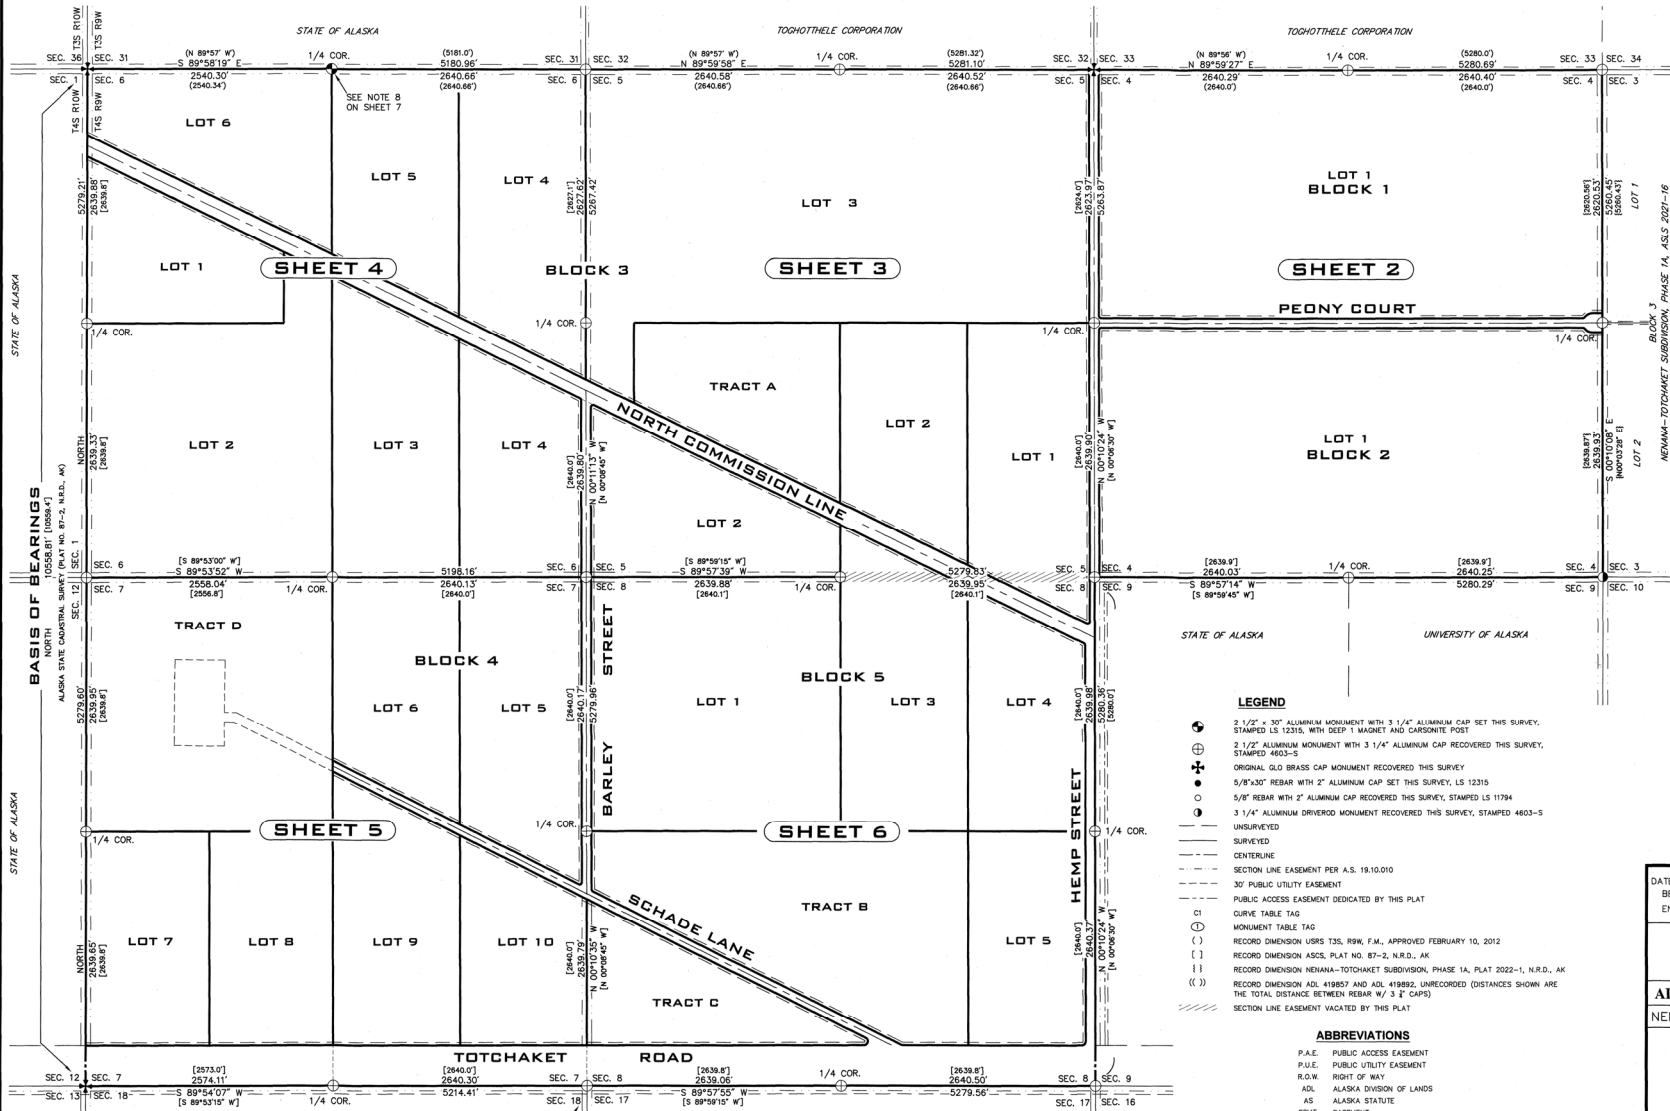 STATE OF ALASKA
TOGHOTTHELE CORPORATION
TOGHOTTHELE CORPORATION
T3S R10W
T3S R9W
SEC. 36
SEC. 31
(N 89°57' W)
S 89°58'19" E
1/4 COR.
(5181.0')
5180.96'
SEC. 31
SEC. 32
(N 89°57' W)
N 89°59'58" E
1/4 COR.
(5281.32')
5281.10'
SEC. 32
SEC. 33
(N 89°56' W)
N 89°59'27" E
1/4 COR.
(5280.0')
5280.69'
SEC. 33
SEC. 34
SEC. 1
SEC. 6
2540.30'
(2540.34')
2640.66'
(2640.66')
SEC. 6
SEC. 5
2640.58'
(2640.66')
2640.52'
(2640.66')
SEC. 5
SEC. 4
2640.29'
(2640.0')
2640.40'
(2640.0')
SEC. 4
SEC. 3
T4S R10W
T4S R9W
SEE NOTE 8
ON SHEET 7
LOT 6
LOT 5
LOT 4
LOT 3
LOT 1
BLOCK 1
5279.21'
2639.88'
[2639.8']
[2627.1']
2627.62'
5267.42'
[2624.0']
2623.97'
5263.87'
{2620.56'}
2620.53'
5260.45'
{5260.43'}
LOT 1
LOT 1
SHEET 4
BLOCK 3
SHEET 3
SHEET 2
PEONY COURT
1/4 COR.
1/4 COR.
1/4 COR.
1/4 COR.
STATE OF ALASKA
BLOCK 3
NENANA-TOTCHAKET SUBDIVISION, PHASE 1A, ASLS 2021-16
TRACT A
LOT 2
LOT 3
LOT 4
NORTH COMMISSION LINE
LOT 2
LOT 1
LOT 1
BLOCK 2
LOT 2
NORTH
2639.33'
[2639.8']
[2640.0']
2639.80'
N 00°11'13" W
[N 00°08'45" W]
[2640.0']
2639.90'
N 00°10'24" W
[N 00°06'30" W]
{2639.87'}
2639.93'
S 00°10'08" E
{N00°03'28" E}
LOT 2
BASIS OF BEARINGS
NORTH
10558.81' [10559.4']
ALASKA STATE CADASTRAL SURVEY (PLAT NO. 87-2, N.R.D., AK)
SEC. 1
SEC. 6
[S 89°53'00" W]
S 89°53'52" W
5198.16'
SEC. 6
SEC. 5
[S 89°59'15" W]
S 89°57'39" W
5279.83'
SEC. 5
SEC. 4
[2639.9']
2640.03'
1/4 COR.
[2639.9']
2640.25'
SEC. 4
SEC. 3
SEC. 12
SEC. 7
2558.04'
[2556.8']
1/4 COR.
2640.13'
[2640.0']
SEC. 7
SEC. 8
2639.88'
[2640.1']
1/4 COR.
2639.95'
[2640.1']
SEC. 8
SEC. 9
S 89°57'14" W
[S 89°59'45" W]
5280.29'
SEC. 9
SEC. 10
STATE OF ALASKA
UNIVERSITY OF ALASKA
TRACT D
BLOCK 4
BLOCK 5
LOT 6
LOT 5
LOT 1
LOT 3
LOT 4
BARLEY STREET
HEMP STREET
5279.60'
2639.95'
[2639.8']
[2640.0']
2640.17'
5279.96'
[2640.0']
2639.98'
5280.36'
[5280.0']
STATE OF ALASKA
1/4 COR.
SHEET 5
1/4 COR.
SHEET 6
1/4 COR.
TRACT B
SCHADE LANE
LOT 7
LOT 8
LOT 9
LOT 10
LOT 5
NORTH
2639.65'
[2639.8']
[2640.0']
2639.79'
N 00°10'35" W
[N 00°08'45" W]
[2640.0']
2640.37'
N 00°10'24" W
[N 00°06'30" W]
TRACT C
TOTCHAKET ROAD
SEC. 12
SEC. 7
[2573.0']
2574.11'
[2640.0']
2640.30'
SEC. 7
SEC. 8
[2639.8']
2639.06'
1/4 COR.
[2639.8']
2640.50'
SEC. 8
SEC. 9
SEC. 13
SEC. 18
S 89°54'07" W
[S 89°53'15" W]
1/4 COR.
5214.41'
SEC. 18
SEC. 17
S 89°57'55" W
[S 89°59'15" W]
5279.56'
SEC. 17
SEC. 16
LEGEND
2 1/2" x 30" ALUMINUM MONUMENT WITH 3 1/4" ALUMINUM CAP SET THIS SURVEY,
STAMPED LS 12315, WITH DEEP 1 MAGNET AND CARSONITE POST
2 1/2" ALUMINUM MONUMENT WITH 3 1/4" ALUMINUM CAP RECOVERED THIS SURVEY,
STAMPED 4603-S
ORIGINAL GLO BRASS CAP MONUMENT RECOVERED THIS SURVEY
5/8"x30" REBAR WITH 2" ALUMINUM CAP SET THIS SURVEY, LS 12315
5/8" REBAR WITH 2" ALUMINUM CAP RECOVERED THIS SURVEY, STAMPED LS 11794
3 1/4" ALUMINUM DRIVEROD MONUMENT RECOVERED THIS SURVEY, STAMPED 4603-S
UNSURVEYED
SURVEYED
CENTERLINE
SECTION LINE EASEMENT PER A.S. 19.10.010
30' PUBLIC UTILITY EASEMENT
PUBLIC ACCESS EASEMENT DEDICATED BY THIS PLAT
C1 CURVE TABLE TAG
1 MONUMENT TABLE TAG
( ) RECORD DIMENSION USRS T3S, R9W, F.M., APPROVED FEBRUARY 10, 2012
[ ] RECORD DIMENSION ASCS, PLAT NO. 87-2, N.R.D., AK
{ } RECORD DIMENSION NENANA-TOTCHAKET SUBDIVISION, PHASE 1A, PLAT 2022-1, N.R.D., AK
(( )) RECORD DIMENSION ADL 419857 AND ADL 419892, UNRECORDED (DISTANCES SHOWN ARE
THE TOTAL DISTANCE BETWEEN REBAR W/ 3 ¼" CAPS)
SECTION LINE EASEMENT VACATED BY THIS PLAT
ABBREVIATIONS
P.A.E. PUBLIC ACCESS EASEMENT
P.U.E. PUBLIC UTILITY EASEMENT
R.O.W. RIGHT OF WAY
ADL ALASKA DIVISION OF LANDS
AS ALASKA STATUTE
DATE